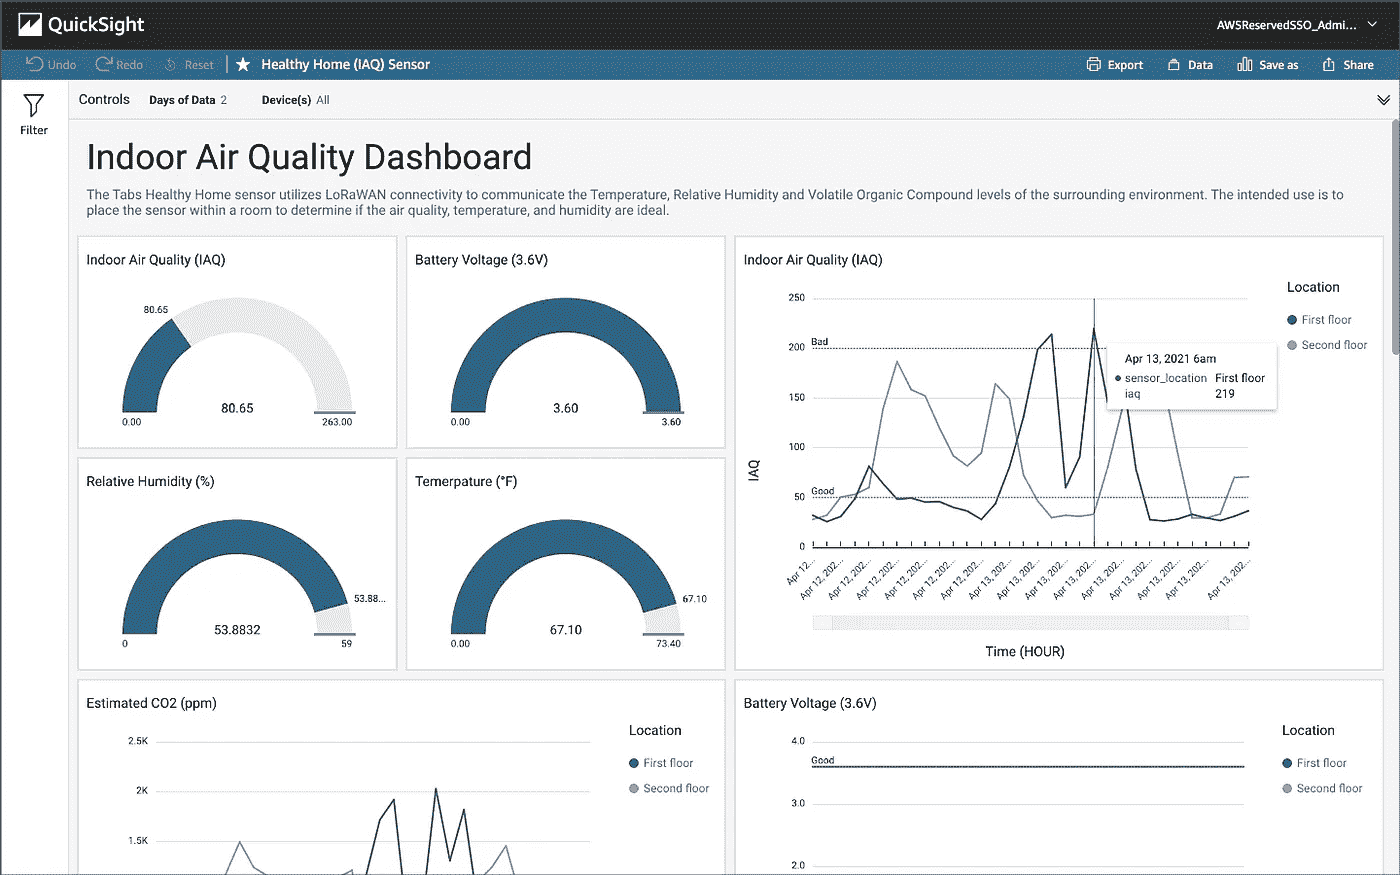 QuickSight
AWSReservedSSO_Admi...
Undo
Redo
Reset
Healthy Home (IAQ) Sensor
Export
Data
Save as
Share
Filter
Controls
Days of Data 2
Device(s) All
Indoor Air Quality Dashboard
The Tabs Healthy Home sensor utilizes LoRaWAN connectivity to communicate the Temperature, Relative Humidity and Volatile Organic Compound levels of the surrounding environment. The intended use is to
place the sensor within a room to determine if the air quality, temperature, and humidity are ideal.
Indoor Air Quality (IAQ)
80.65
80.65
0.00
263.00
Battery Voltage (3.6V)
3.60
0.00
3.60
Indoor Air Quality (IAQ)
Location
First floor
Second floor
250
200
150
100
50
0
Bad
Good
IAQ
Apr 13, 2021 6am
sensor_location First floor
iaq 219
Apr 12...
Apr 12, 202...
Apr 12, 202...
Apr 12, 202...
Apr 12, 202...
Apr 12, 202...
Apr 12, 202...
Apr 13, 202...
Apr 13, 202...
Apr 13, 202...
Apr 13, 202...
Apr 13, 202...
Apr 13, 202...
Apr 13, 202...
Apr 13, 202...
Time (HOUR)
Relative Humidity (%)
53.88...
53.8832
0
59
Temerpature (°F)
67.10
67.10
0.00
73.40
Estimated CO2 (ppm)
Location
First floor
Second floor
2.5K
2K
1.5K
Battery Voltage (3.6V)
Location
First floor
Second floor
4.0
Good
3.0
2.0